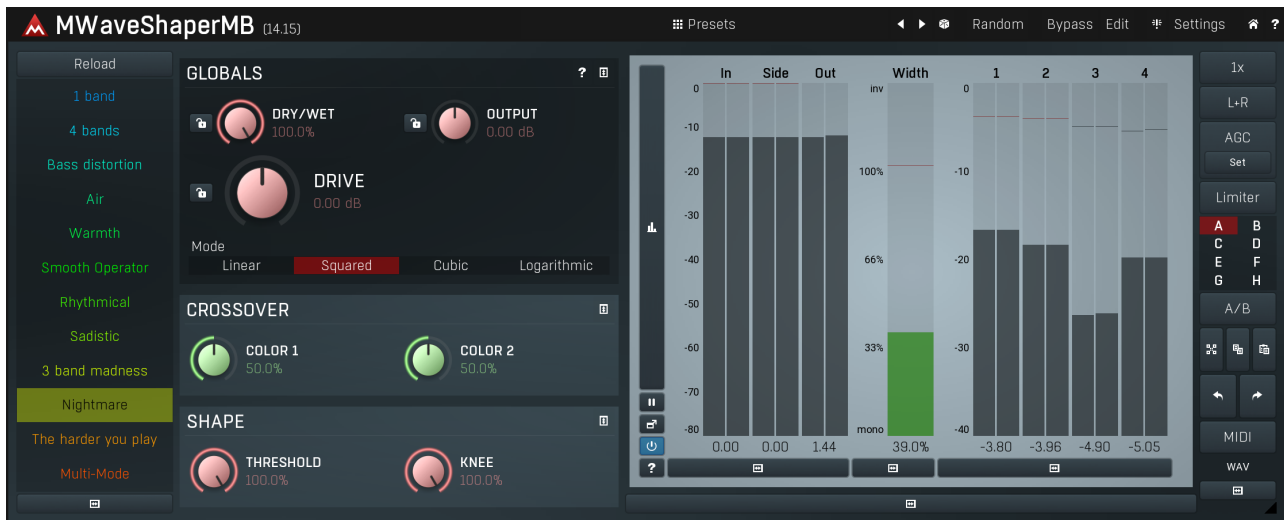 MWaveShaperMB (14.15) Presets Random Bypass Edit Settings ?
Reload
1 band
4 bands
Bass distortion
Air
Warmth
Smooth Operator
Rhythmical
Sadistic
3 band madness
Nightmare
The harder you play
Multi-Mode
GLOBALS ?
DRY/WET
100.0%
OUTPUT
0.00 dB
DRIVE
0.00 dB
Mode
Linear Squared Cubic Logarithmic
CROSSOVER
COLOR 1
50.0%
COLOR 2
50.0%
SHAPE
THRESHOLD
100.0%
KNEE
100.0%
?
In Side Out Width 1 2 3 4
0
-10
-20
-30
-40
-50
-60
-70
-80
0.00 0.00 1.44
inv
100%
66%
33%
mono
39.0%
0
-10
-20
-30
-40
-3.80 -3.96 -4.90 -5.05
1x
L+R
AGC
Set
Limiter
A B
C D
E F
G H
A/B
MIDI
WAV